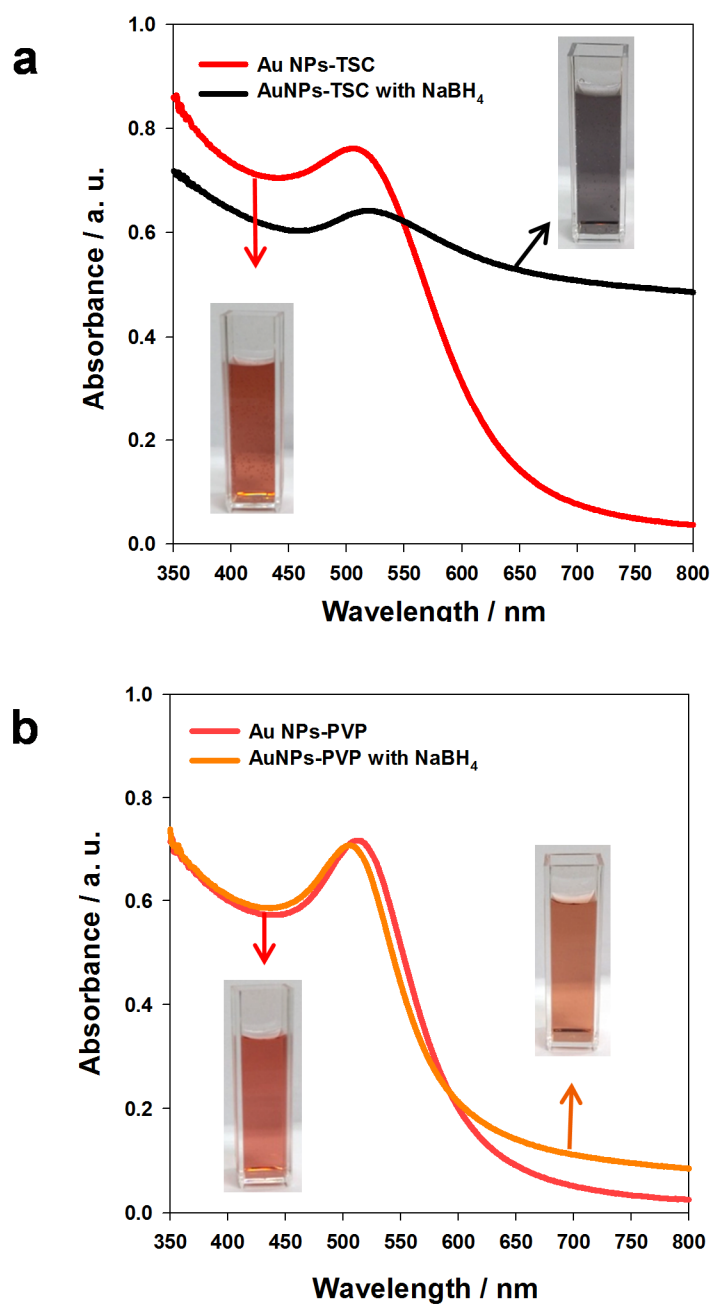 a
Au NPs-TSC
AuNPs-TSC with NaBH₄
Absorbance / a. u.
1.0
0.8
0.6
0.4
0.2
0.0
350 400 450 500 550 600 650 700 750 800
Wavelength / nm
b
Au NPs-PVP
AuNPs-PVP with NaBH₄
Absorbance / a. u.
1.0
0.8
0.6
0.4
0.2
0.0
350 400 450 500 550 600 650 700 750 800
Wavelength / nm